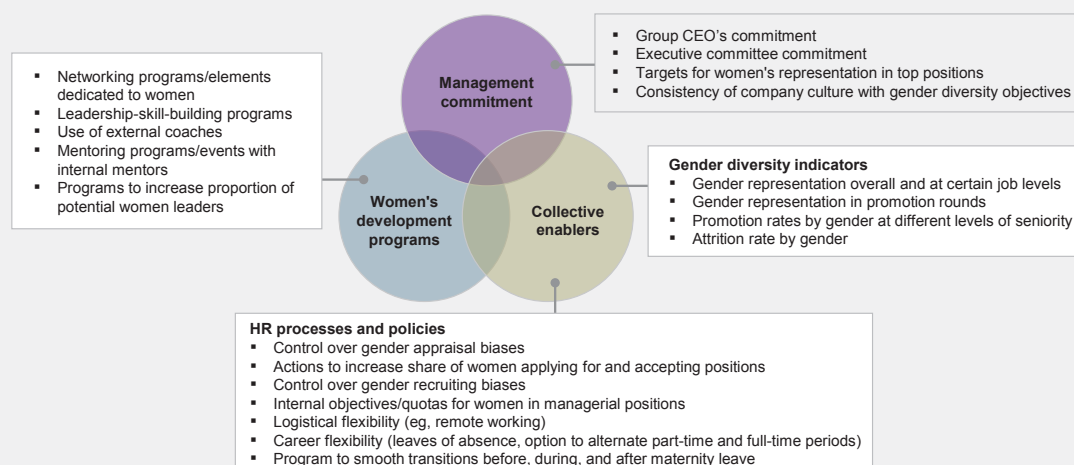 Management
commitment
▪ Group CEO's commitment
▪ Executive committee commitment
▪ Targets for women's representation in top positions
▪ Consistency of company culture with gender diversity objectives
▪ Networking programs/elements
dedicated to women
▪ Leadership-skill-building programs
▪ Use of external coaches
▪ Mentoring programs/events with
internal mentors
▪ Programs to increase proportion of
potential women leaders
Women's
development
programs
Collective
enablers
Gender diversity indicators
▪ Gender representation overall and at certain job levels
▪ Gender representation in promotion rounds
▪ Promotion rates by gender at different levels of seniority
▪ Attrition rate by gender
HR processes and policies
▪ Control over gender appraisal biases
▪ Actions to increase share of women applying for and accepting positions
▪ Control over gender recruiting biases
▪ Internal objectives/quotas for women in managerial positions
▪ Logistical flexibility (eg, remote working)
▪ Career flexibility (leaves of absence, option to alternate part-time and full-time periods)
▪ Program to smooth transitions before, during, and after maternity leave